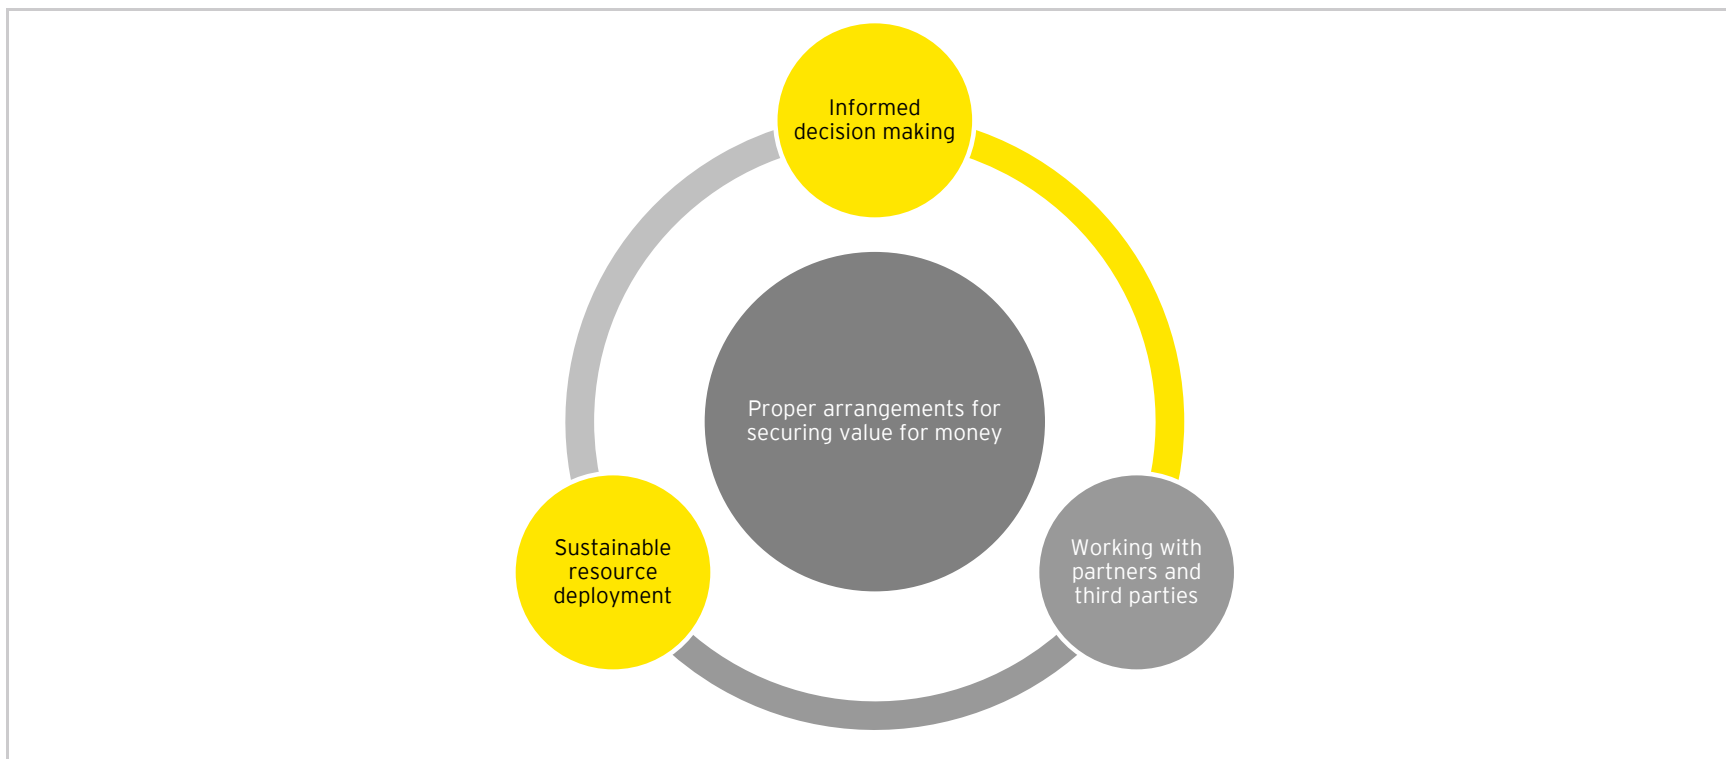 Informed
decision making
Proper arrangements for
securing value for money
Sustainable
resource
deployment
Working with
partners and
third parties